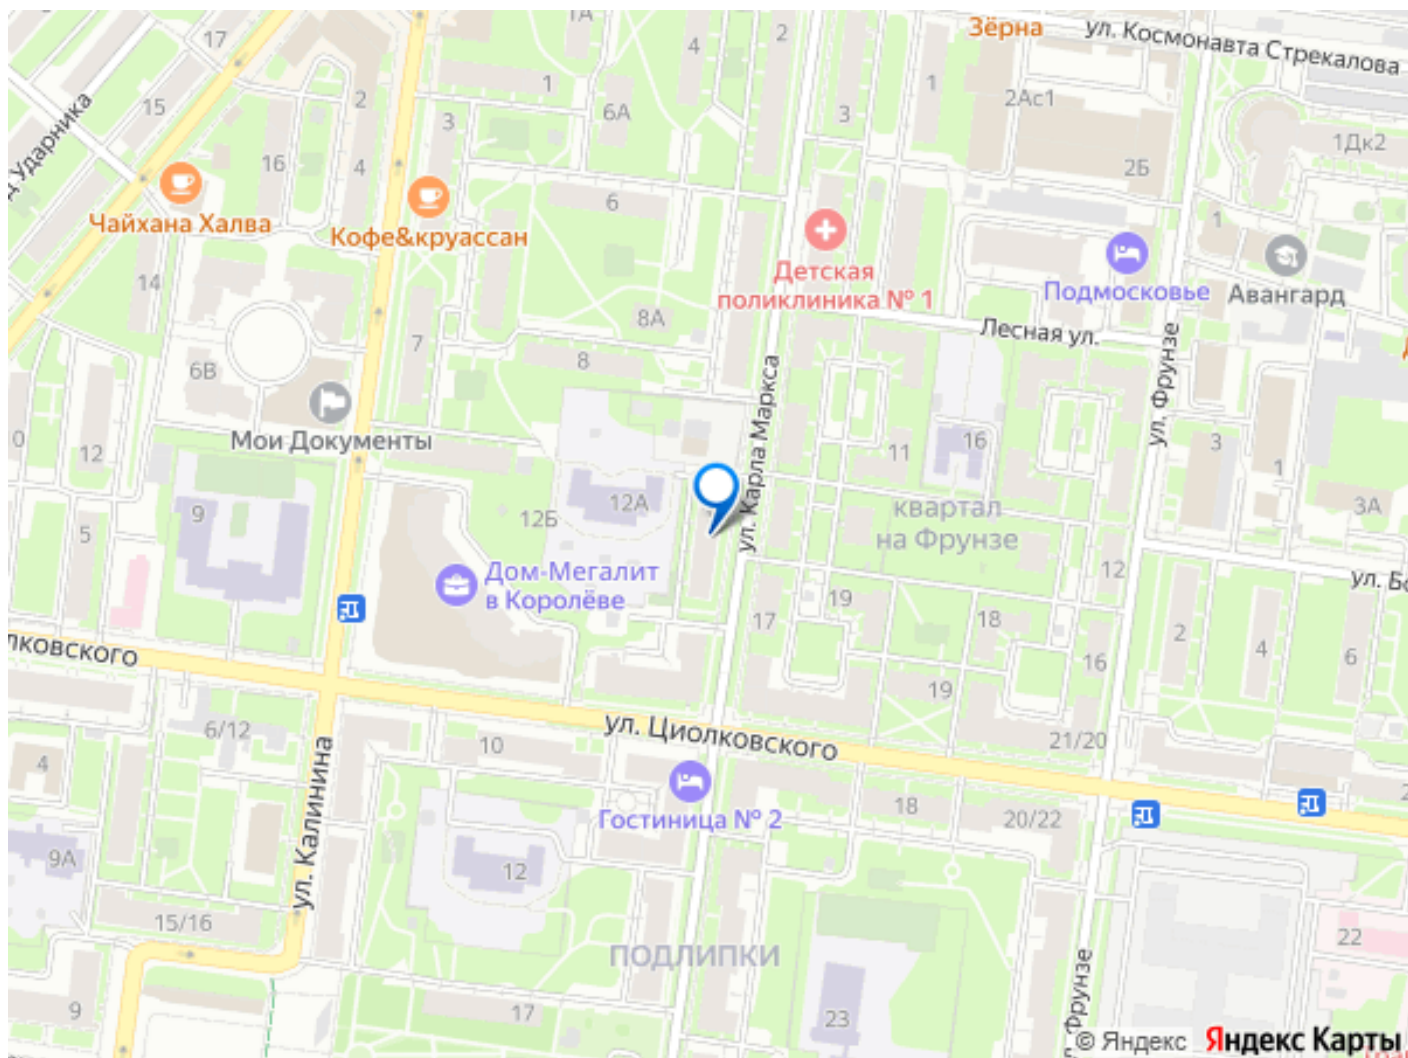 1А
17
4
2
Зёрна
ул. Космонавта Стрекалова
2
1
1
2Ас1
15
6А
3
3
1Дк2
д Ударника
16
4
2Б
6
Чайхана Халва
Кофе&круассан
1
Детская
поликлиника № 1
Подмосковье
Авангард
14
8А
Лесная ул.
7
8
6В
ул. Фрунзе
ул. Карла Маркса
Мои Документы
0
12
11
16
3
1
9
12А
12Б
квартал
на Фрунзе
3А
5
Дом-Мегалит
в Королёве
12
ул. Бо
19
17
18
2
4
6
лковского
16
19
6/12
10
ул. Циолковского
21/20
4
2
Гостиница № 2
18
20/22
ул. Калинина
9А
12
15/16
22
ПОДЛИПКИ
9
17
23
Фрунзе
© Яндекс
Яндекс Карты